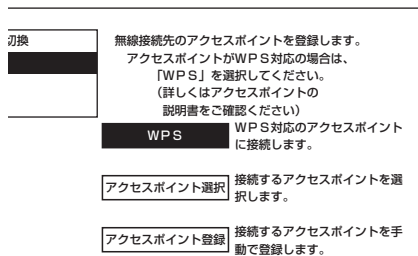 切換
無線接続先のアクセスポイントを登録します。
アクセスポイントがWPS対応の場合は、
「WPS」を選択してください。
(詳しくはアクセスポイントの
説明書をご確認ください)
WPS
WPS対応のアクセスポイント
に接続します。
アクセスポイント選択
接続するアクセスポイントを選
択します。
アクセスポイント登録
接続するアクセスポイントを手
動で登録します。